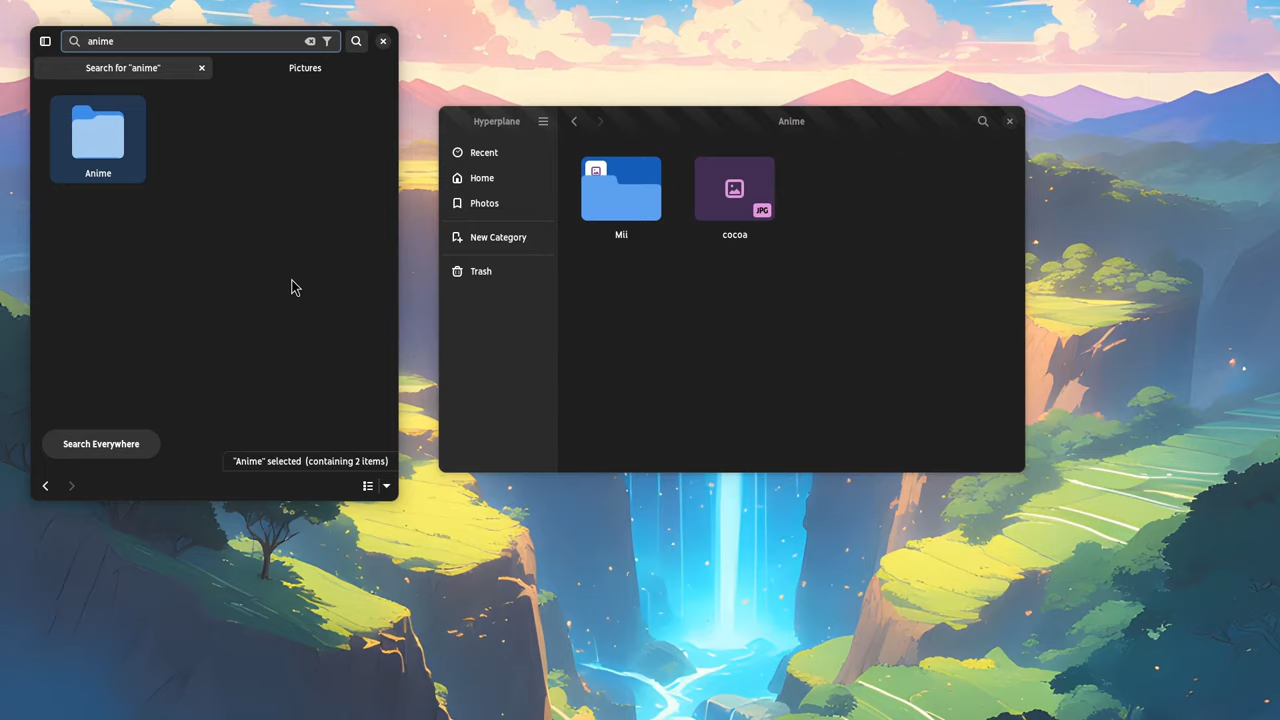 anime
Search for "anime"
Pictures
Anime
Search Everywhere
"Anime" selected (containing 2 items)
Hyperplane
Anime
Recent
Home
Photos
New Category
Trash
JPG
Mii
cocoa